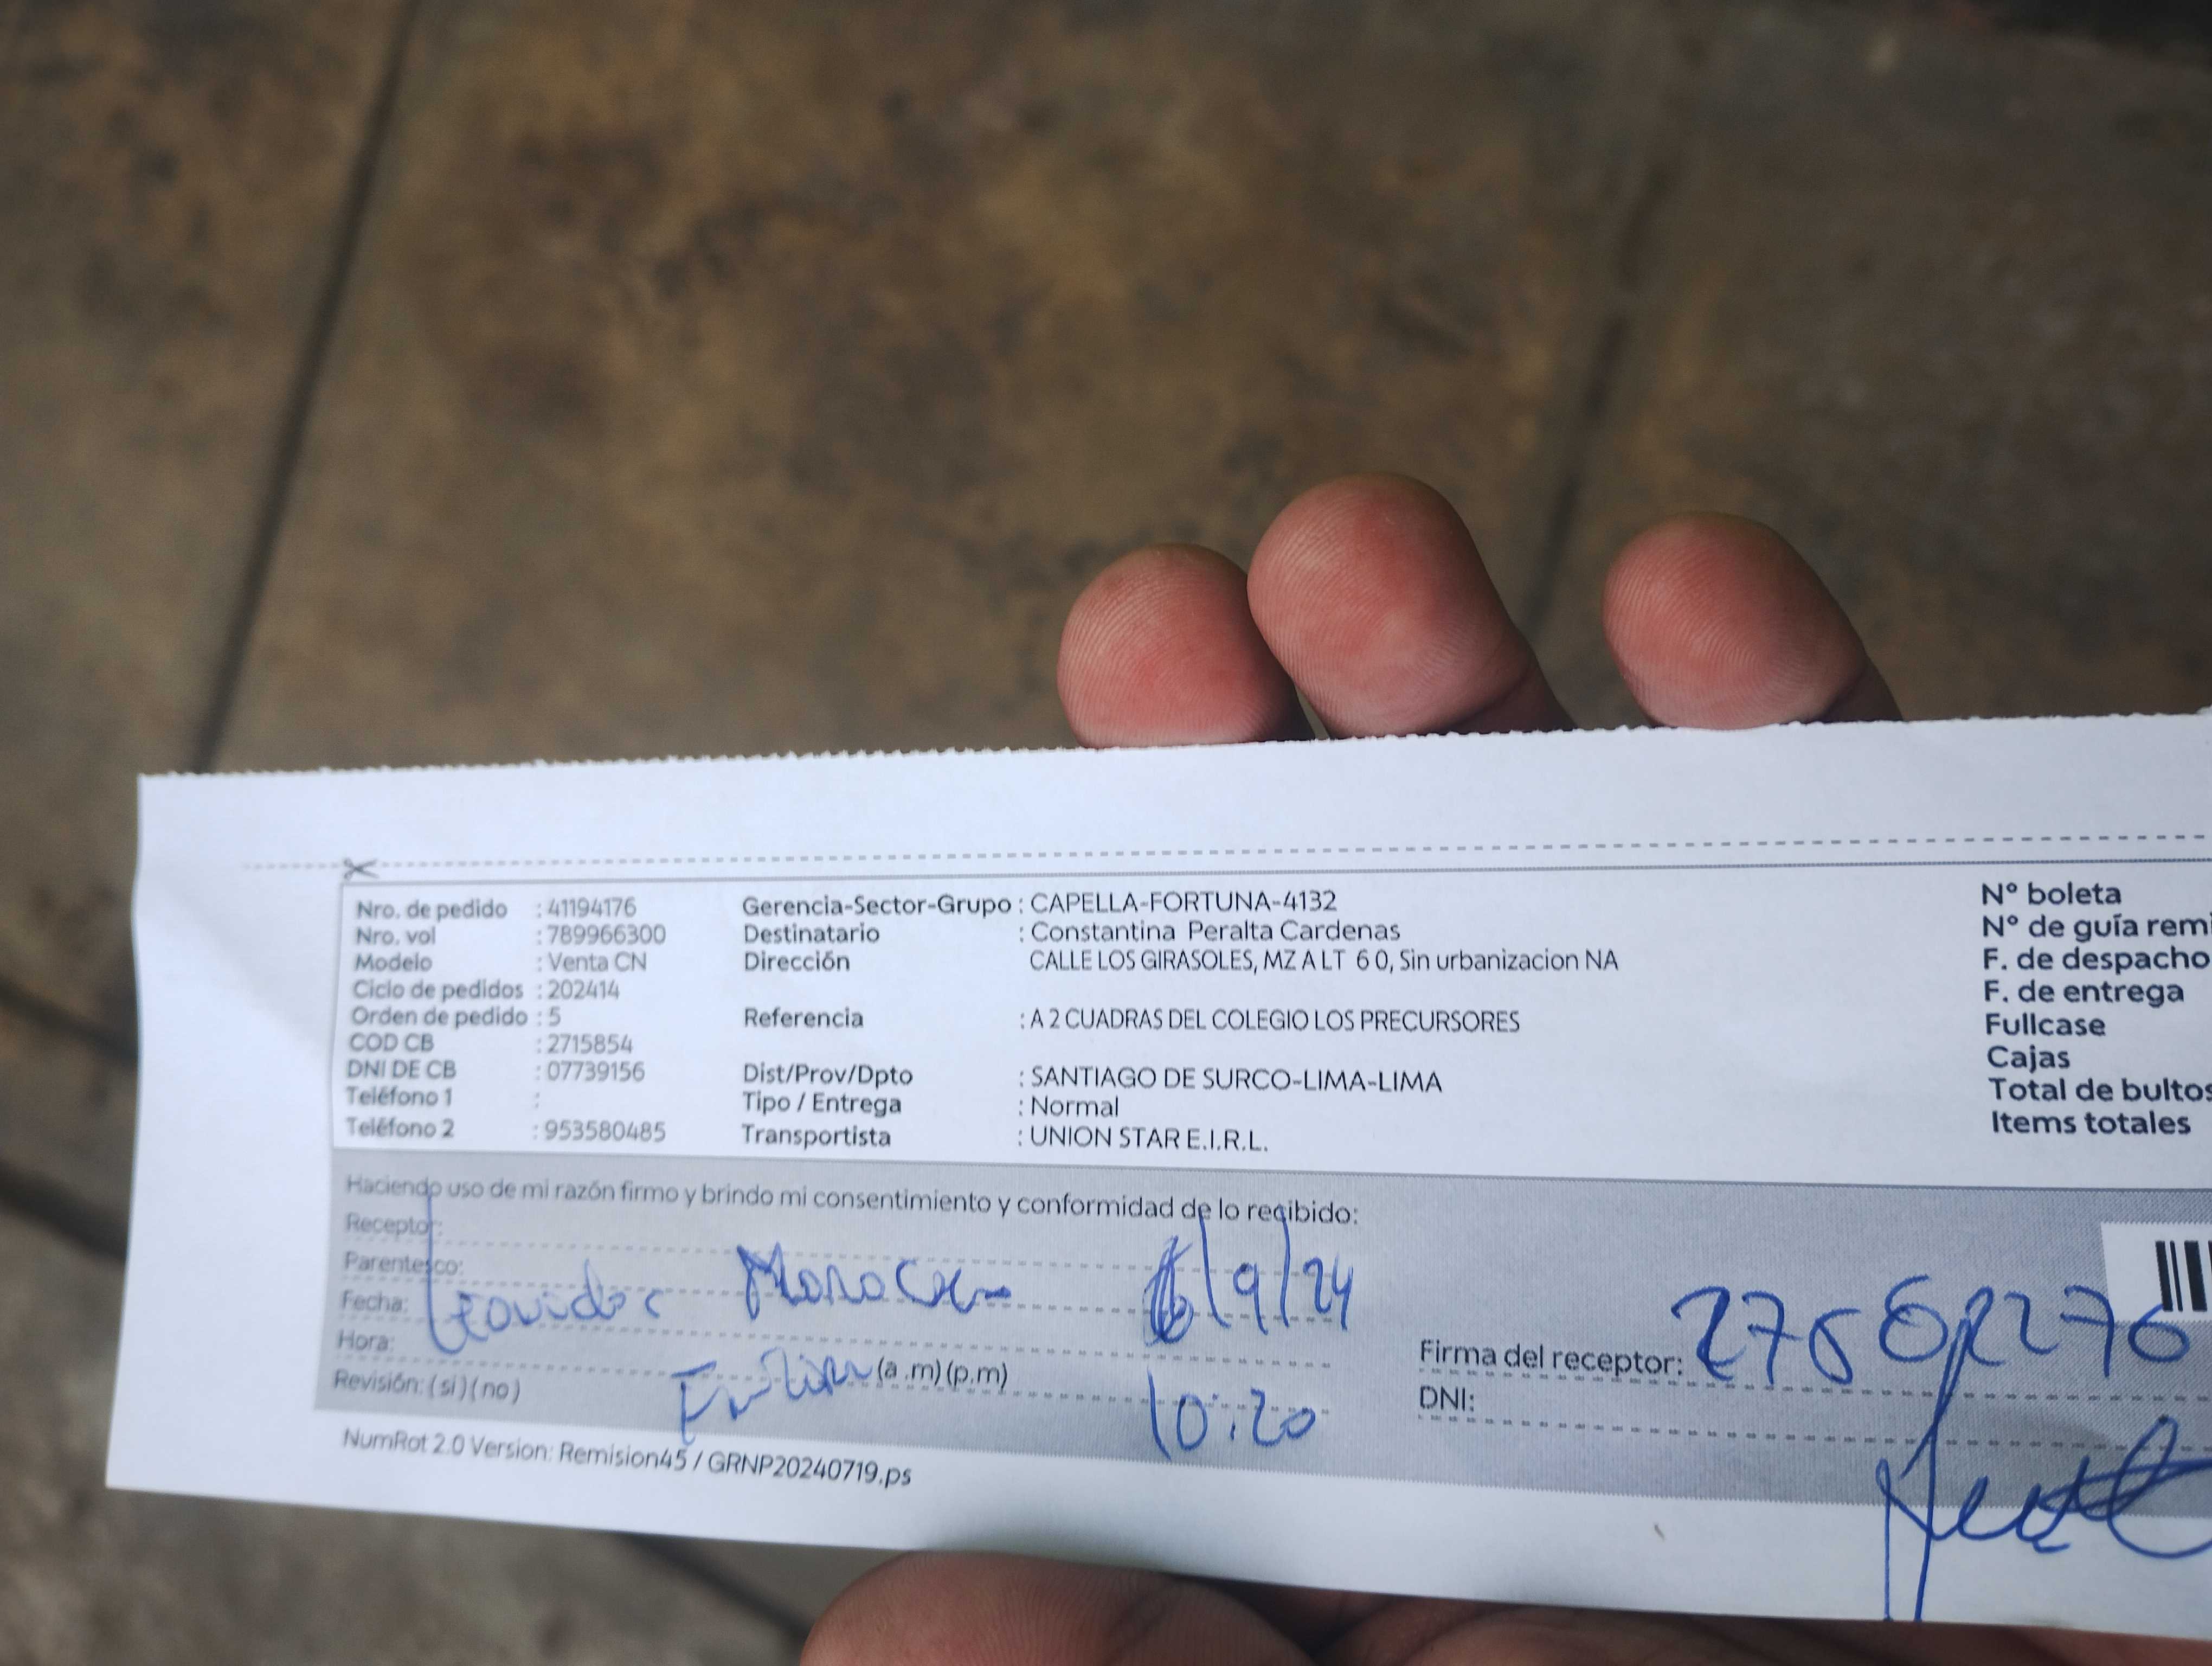 Nro. de pedido : 41194176
Nro. vol : 789966300
Modelo : Venta CN
Ciclo de pedidos : 202414
Orden de pedido : 5
COD CB : 2715854
DNI DE CB : 07739156
Teléfono 1 :
Teléfono 2 : 953580485
Gerencia-Sector-Grupo : CAPELLA-FORTUNA-4132
Destinatario : Constantina Peralta Cardenas
Dirección CALLE LOS GIRASOLES, MZ A LT 6 0, Sin urbanizacion NA
Referencia : A 2 CUADRAS DEL COLEGIO LOS PRECURSORES
Dist/Prov/Dpto : SANTIAGO DE SURCO-LIMA-LIMA
Tipo / Entrega : Normal
Transportista : UNION STAR E.I.R.L.
Nº boleta
Nº de guía remi
F. de despacho
F. de entrega
Fullcase
Cajas
Total de bultos
Items totales
Haciendo uso de mi razón firmo y brindo mi consentimiento y conformidad de lo recibido:
Receptor:
Parentesco:
Fecha: /9/24
Hora: (a .m) (p.m) 10:20
Revisión: (si) (no)
Firma del receptor:
DNI:
NumRot 2.0 Version: Remision45 / GRNP20240719.ps